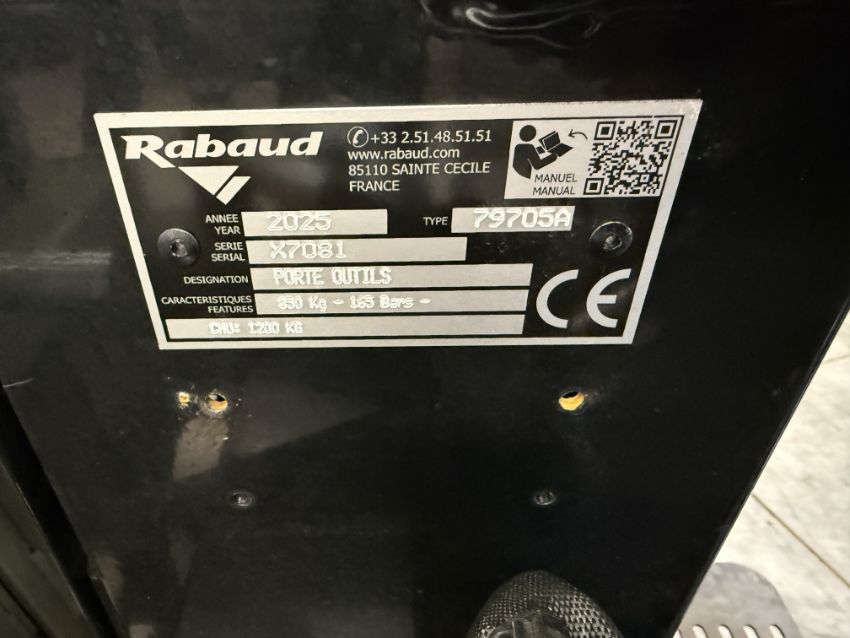 Rabaud
+33 2.51.48.51.51
www.rabaud.com
85110 SAINTE CECILE
FRANCE
MANUEL
MANUAL
ANNEE
YEAR
2025
TYPE
79705A
SERIE
SERIAL
X7081
DESIGNATION
PORTE OUTILS
CARACTERISTIQUES
FEATURES
830 Kg - 165 Bars -
CMU: 1200 KG
CE